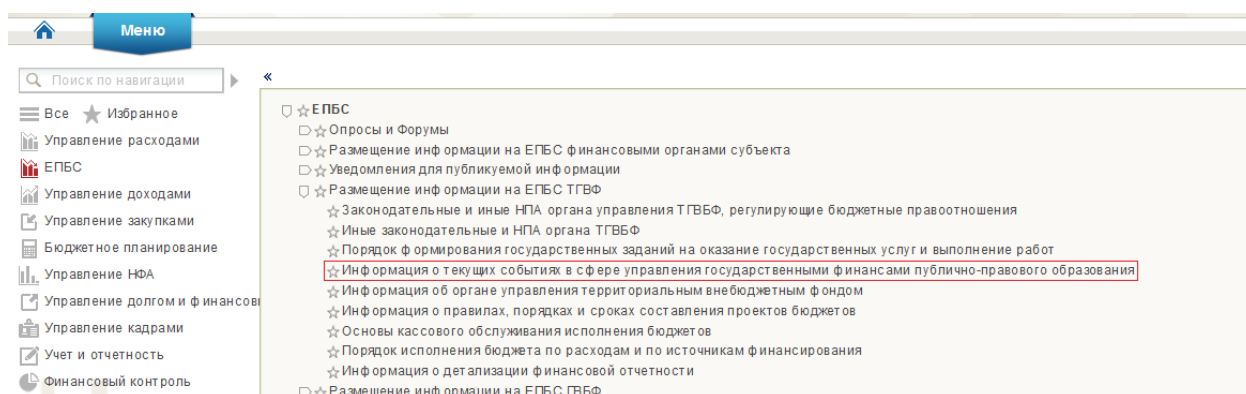 Меню
Поиск по навигации
«
Все Избранное
Управление расходами
ЕПБС
Управление доходами
Управление закупками
Бюджетное планирование
Управление НФА
Управление долгом и финансов
Управление кадрами
Учет и отчетность
Финансовый контроль
ЕПБС
Опросы и Форумы
Размещение информации на ЕПБС финансовыми органами субъекта
Уведомления для публикуемой информации
Размещение информации на ЕПБС ТГВФ
Законодательные и иные НПА органа управления ТГВБФ, регулирующие бюджетные правоотношения
Иные законодательные и НПА органа ТГВБФ
Порядок формирования государственных заданий на оказание государственных услуг и выполнение работ
Информация о текущих событиях в сфере управления государственными финансами публично-правового образования
Информация об органе управления территориальным внебюджетным фондом
Информация о правилах, порядках и сроках составления проектов бюджетов
Основы кассового обслуживания исполнения бюджетов
Порядок исполнения бюджета по расходам и по источникам финансирования
Информация о детализации финансовой отчетности
Размещение информации на ЕПБС ГВБФ